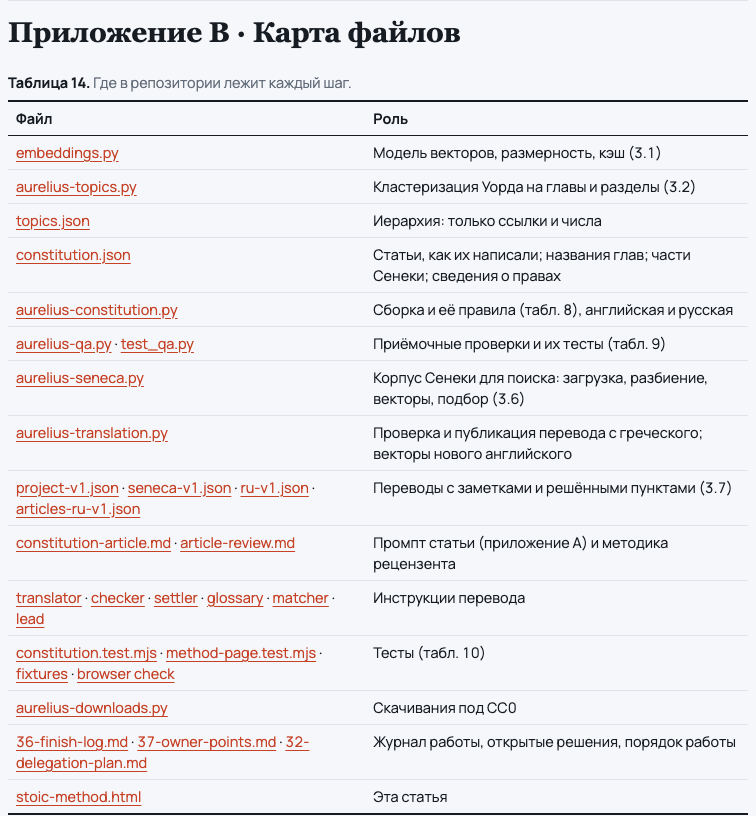 Приложение B · Карта файлов
Таблица 14. Где в репозитории лежит каждый шаг.
Файл Роль
embeddings.py Модель векторов, размерность, кэш (3.1)
aurelius-topics.py Кластеризация Уорда на главы и разделы (3.2)
topics.json Иерархия: только ссылки и числа
constitution.json Статьи, как их написали; названия глав; части
Сенеки; сведения о правах
aurelius-constitution.py Сборка и её правила (табл. 8), английская и русская
aurelius-qa.py · test_qa.py Приёмочные проверки и их тесты (табл. 9)
aurelius-seneca.py Корпус Сенеки для поиска: загрузка, разбиение,
векторы, подбор (3.6)
aurelius-translation.py Проверка и публикация перевода с греческого;
векторы нового английского
project-v1.json · seneca-v1.json · ru-v1.json · Переводы с заметками и решёнными пунктами (3.7)
articles-ru-v1.json
constitution-article.md · article-review.md Промпт статьи (приложение A) и методика
рецензента
translator · checker · settler · glossary · matcher · Инструкции перевода
lead
constitution.test.mjs · method-page.test.mjs · Тесты (табл. 10)
fixtures · browser check
aurelius-downloads.py Скачивания под CC0
36-finish-log.md · 37-owner-points.md · 32- Журнал работы, открытые решения, порядок работы
delegation-plan.md
stoic-method.html Эта статья